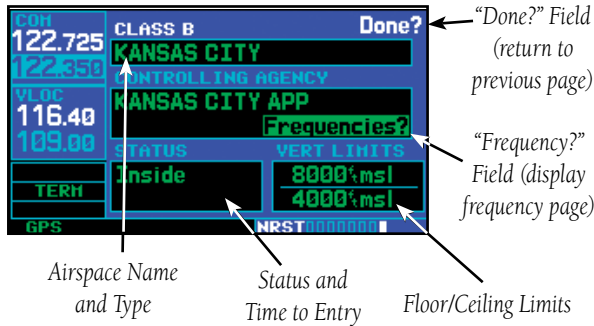 COM
122.725
122.350
VLOC
116.40
109.00
TERM
GPS
CLASS B
Done?
KANSAS CITY
CONTROLLING AGENCY
KANSAS CITY APP
Frequencies?
STATUS
VERT LIMITS
Inside
8000ft msl
4000ft msl
NRST
“Done?” Field
(return to
previous page)
“Frequency?”
Field (display
frequency page)
Airspace Name
and Type
Status and
Time to Entry
Floor/Ceiling Limits